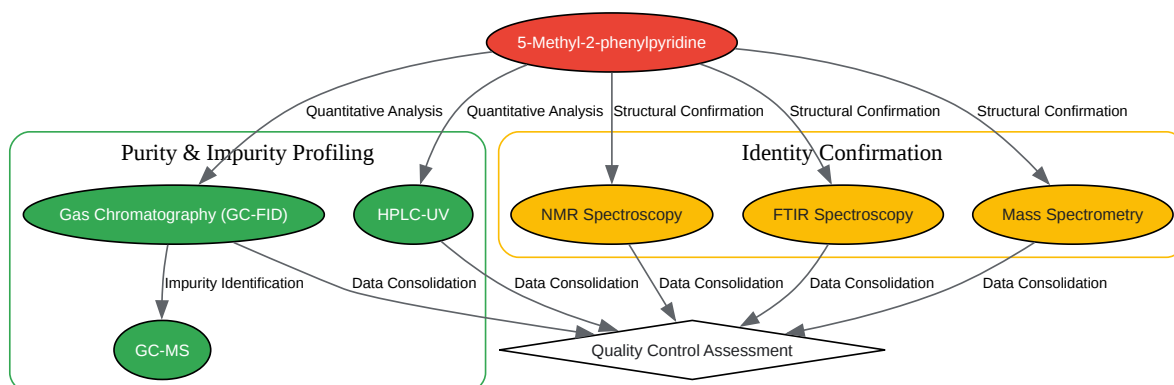 5-Methyl-2-phenylpyridine
Quantitative Analysis
Quantitative Analysis
Structural Confirmation
Structural Confirmation
Structural Confirmation
Purity & Impurity Profiling
Identity Confirmation
Gas Chromatography (GC-FID)
HPLC-UV
NMR Spectroscopy
FTIR Spectroscopy
Mass Spectrometry
Impurity Identification
Data Consolidation
Data Consolidation
Data Consolidation
Data Consolidation
Data Consolidation
GC-MS
Quality Control Assessment